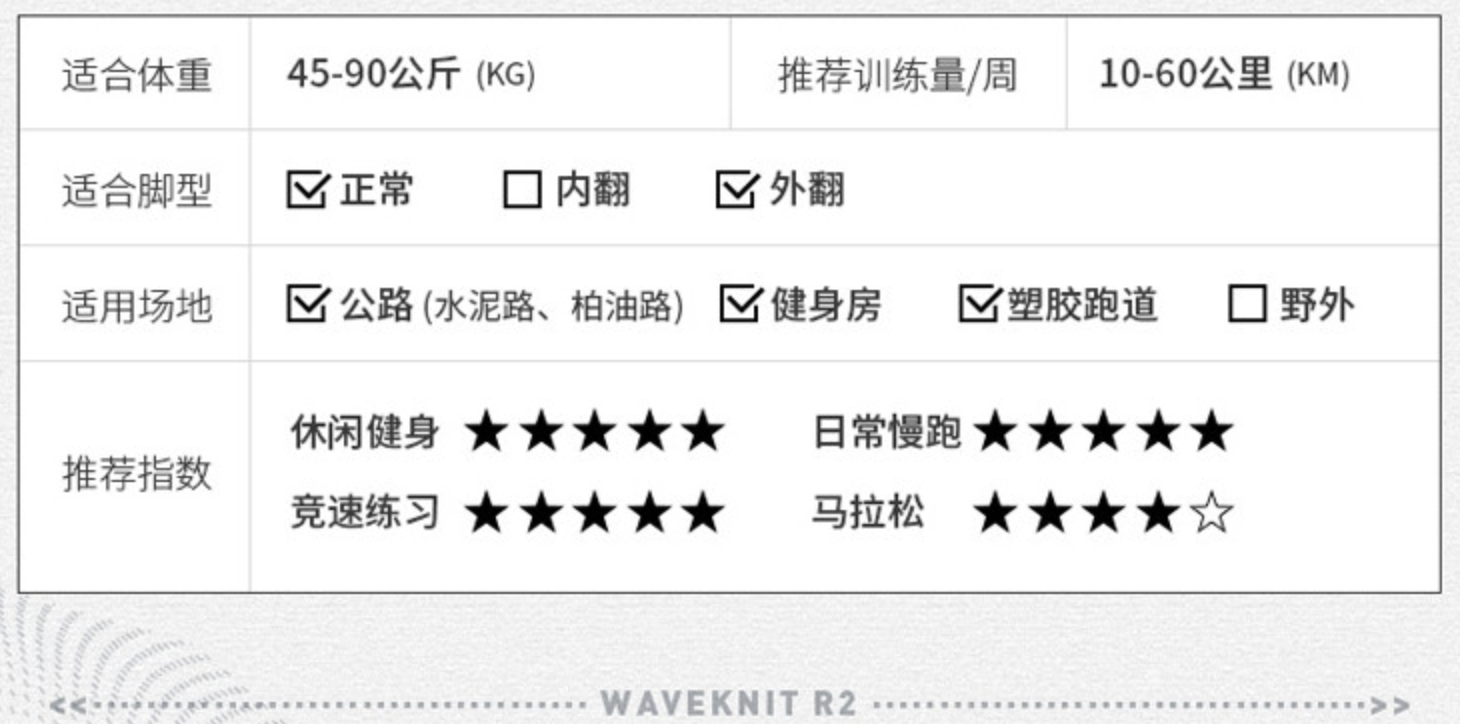 适合体重 45-90公斤 (KG) 推荐训练量/周 10-60公里 (KM)
适合脚型 ☑ 正常 ☐ 内翻 ☑ 外翻
适用场地 ☑ 公路 (水泥路、柏油路) ☑ 健身房 ☑ 塑胶跑道 ☐ 野外
推荐指数
休闲健身 ★★★★★ 日常慢跑 ★★★★★
竞速练习 ★★★★★ 马拉松 ★★★★☆
<< WAVEKNIT R2 >>